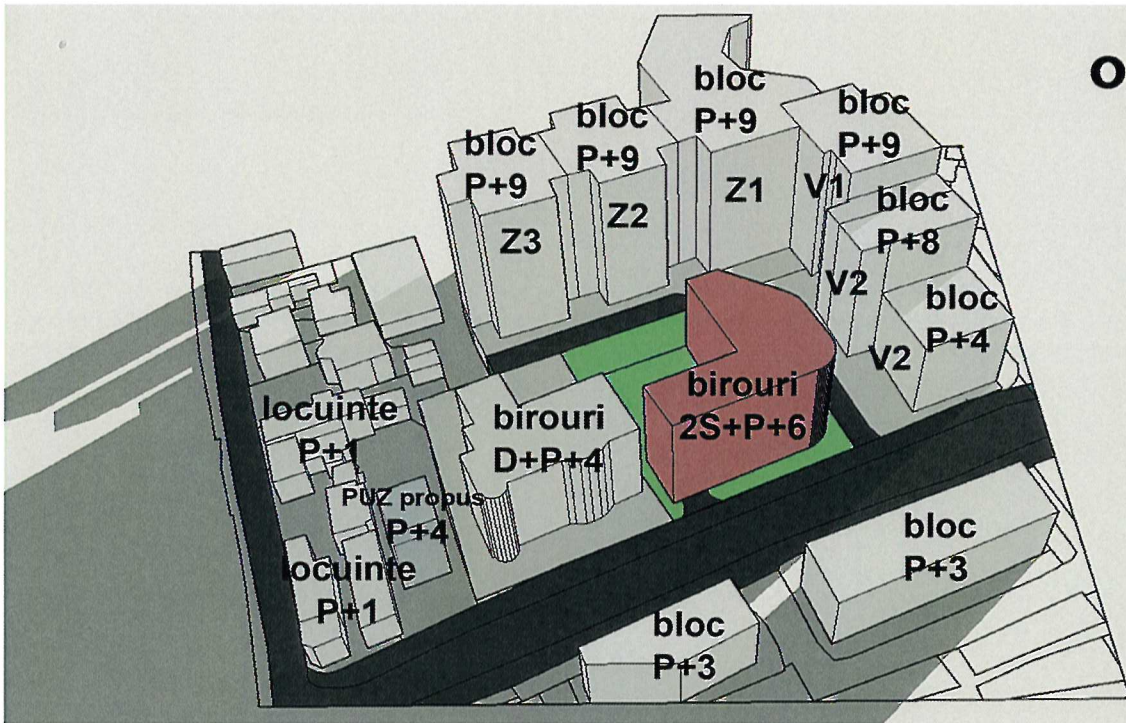 O
bloc
P+9
bloc
P+9
bloc
P+9
bloc
P+9
Z3
Z2
Z1
V1
bloc
P+8
V2
bloc
P+4
V2
birouri
2S+P+6
birouri
D+P+4
locuinte
P+1
PUZ propus
P+4
locuinte
P+1
bloc
P+3
bloc
P+3